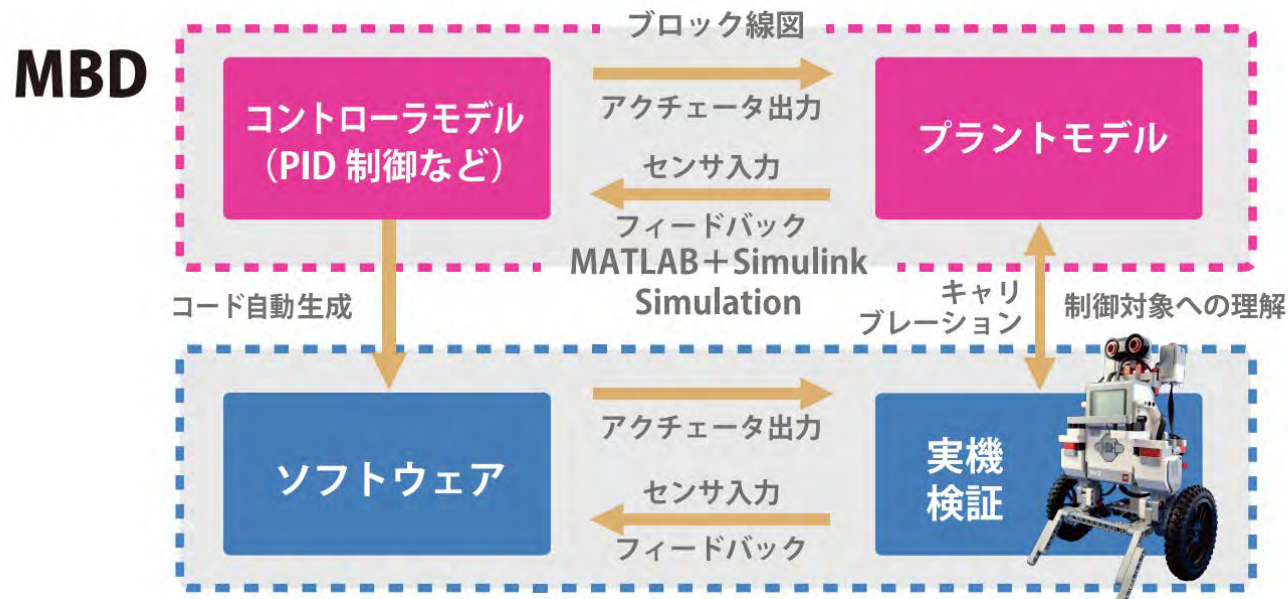 MBD
ブロック線図
コントローラモデル
（PID 制御など）
アクチェータ出力
センサ入力
フィードバック
プラントモデル
MATLAB＋Simulink
Simulation
コード自動生成
キャリ
ブレーション
制御対象への理解
ソフトウェア
アクチェータ出力
センサ入力
フィードバック
実機
検証